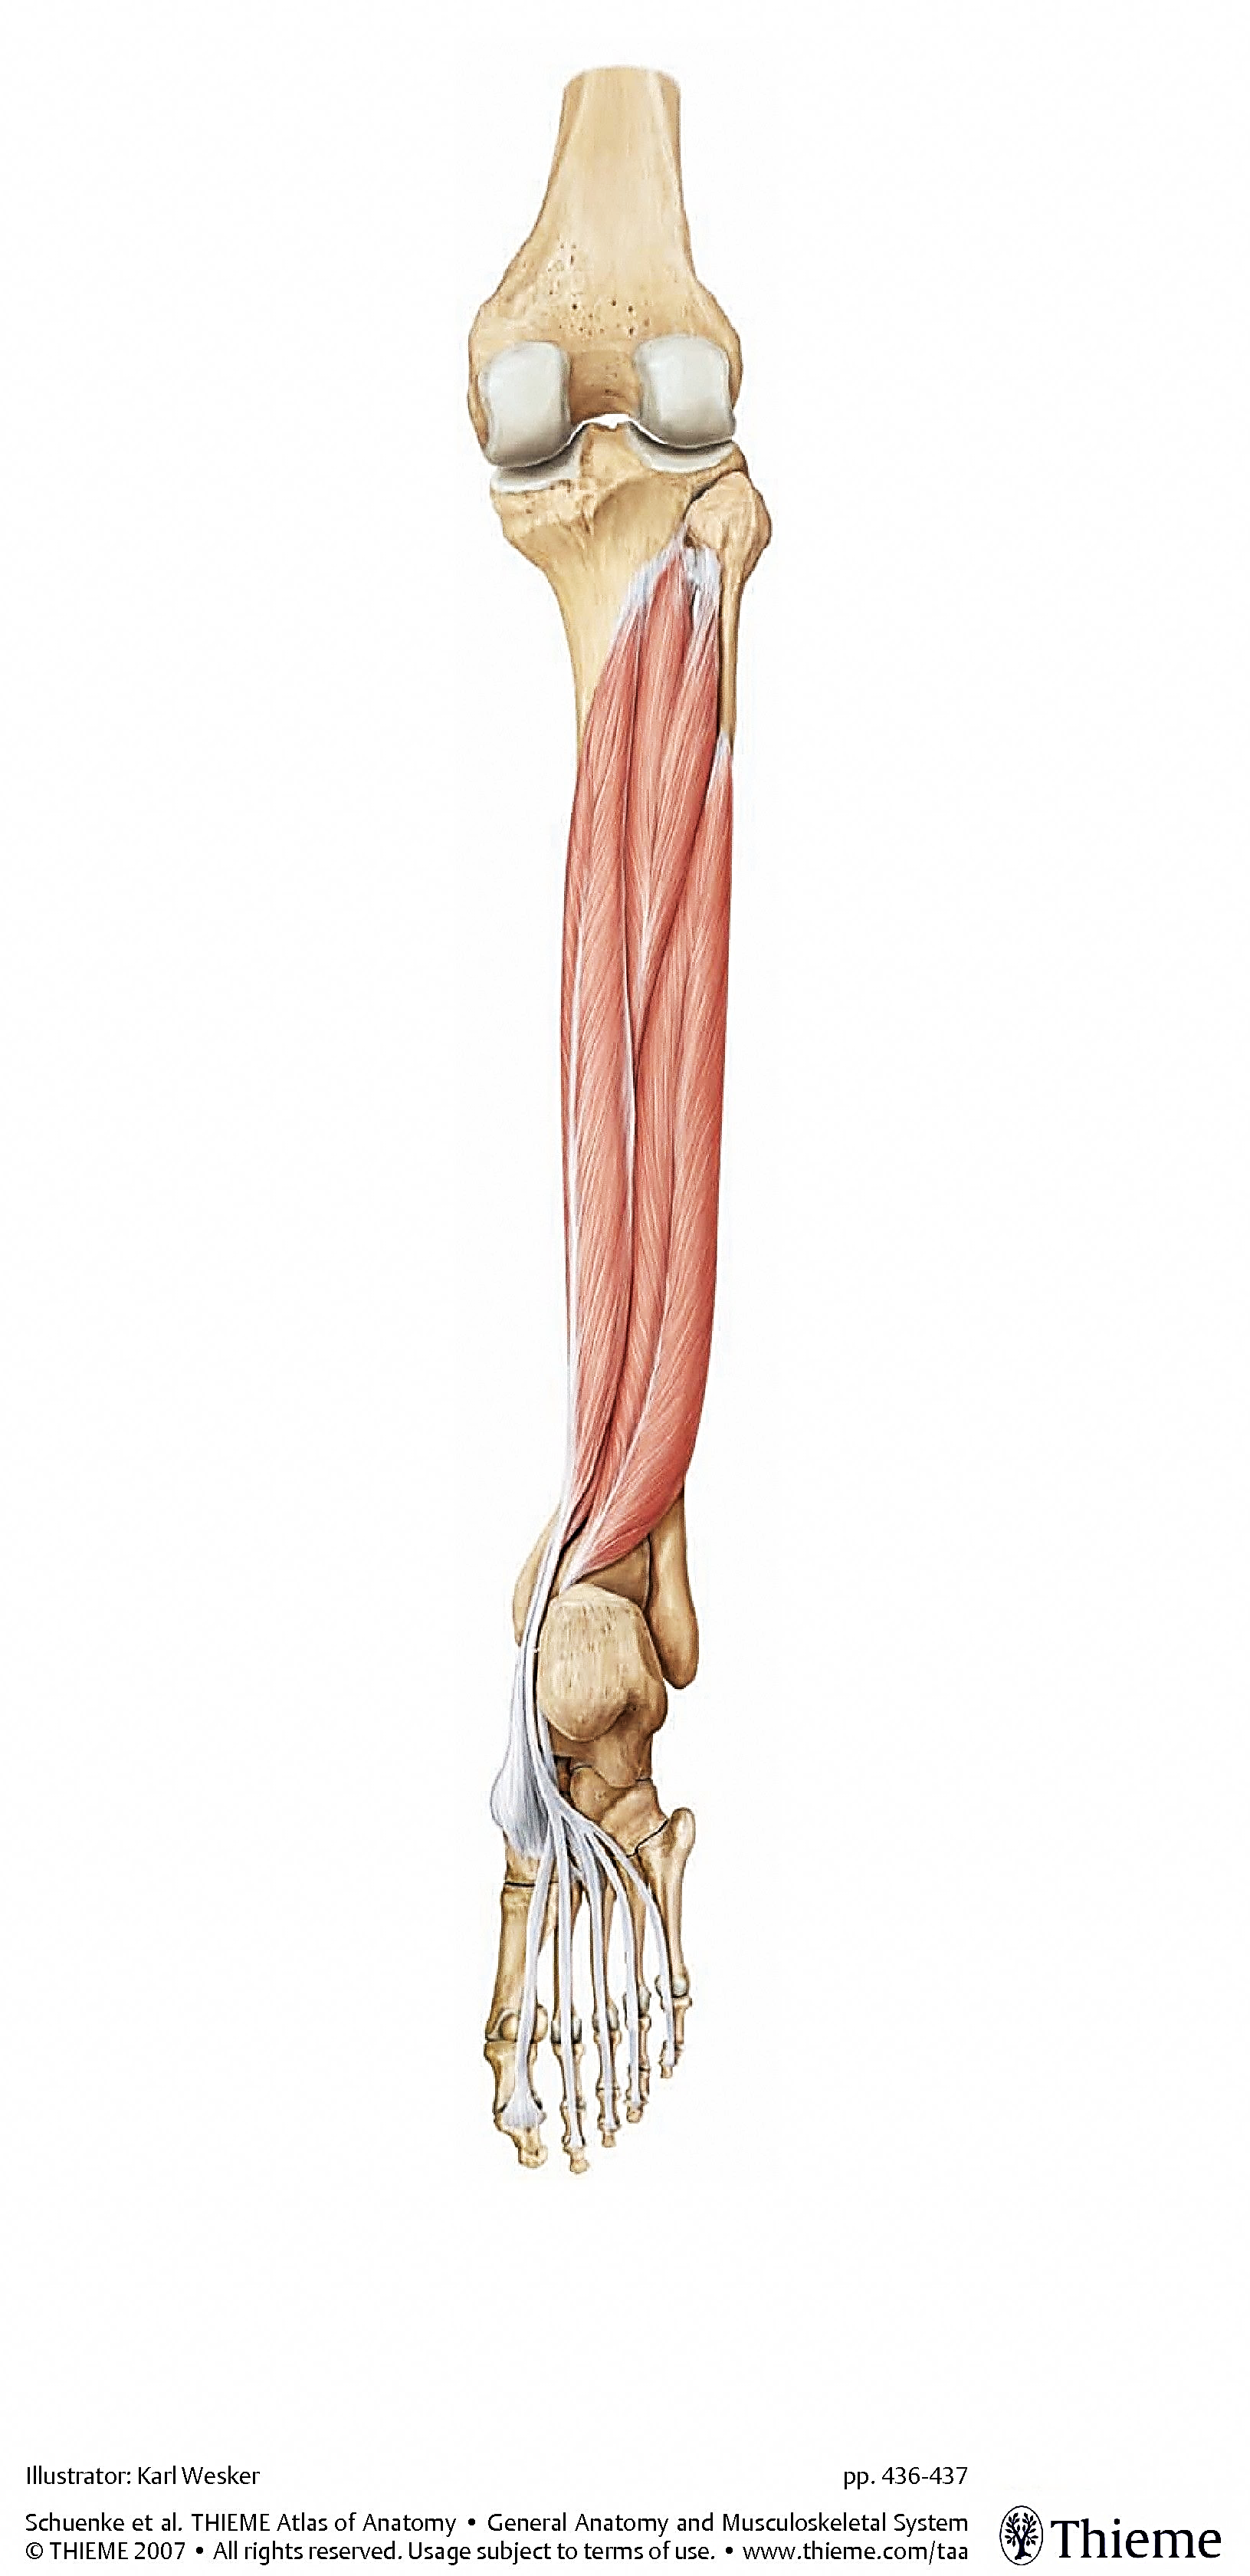 Illustrator: Karl Wesker
pp. 436-437
Schuenke et al. THIEME Atlas of Anatomy • General Anatomy and Musculoskeletal System
© THIEME 2007 • All rights reserved. Usage subject to terms of use. • www.thieme.com/taa
Thieme